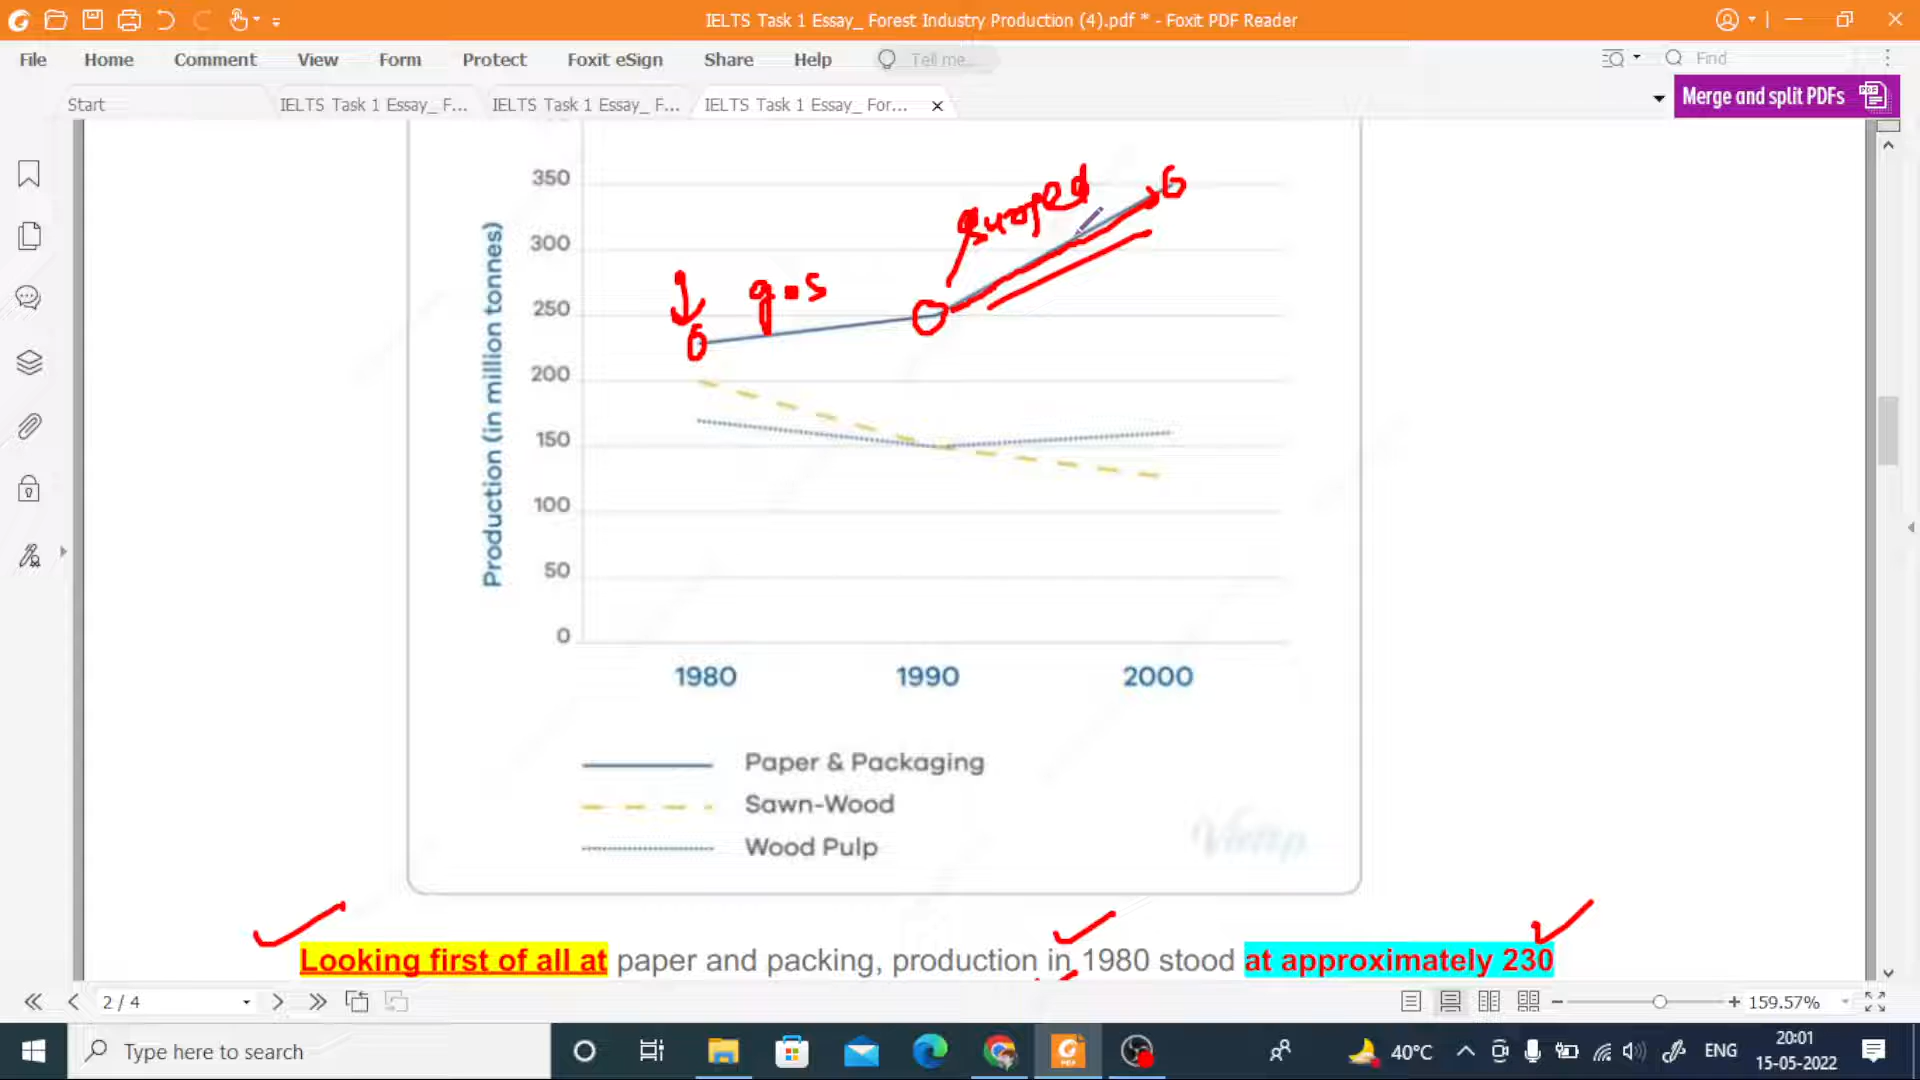 IELTS Task 1 Essay_ Forest Industry Production (4).pdf * - Foxit PDF Reader
File Home Comment View Form Protect Foxit eSign Share Help Tell me... Find
Start IELTS Task 1 Essay_ F... IELTS Task 1 Essay_ F... IELTS Task 1 Essay_ For... Merge and split PDFs
350
300
250
200
150
100
50
0
Production (in million tonnes)
g.s
surged
1980 1990 2000
Paper & Packaging
Sawn-Wood
Wood Pulp
Looking first of all at paper and packing, production in 1980 stood at approximately 230
2 / 4 159.57%
Type here to search 40°C ENG 20:01
15-05-2022